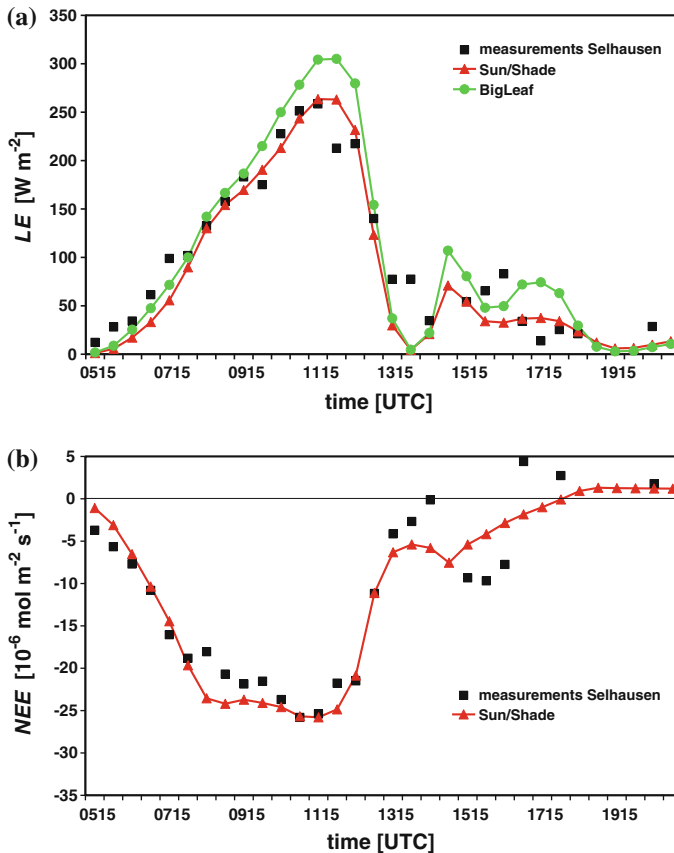 (a)
350
300
250
200
150
100
50
0
LE [W m-2]
measurements Selhausen
Sun/Shade
BigLeaf
0515 0715 0915 1115 1315 1515 1715 1915
time [UTC]
(b)
5
0
-5
-10
-15
-20
-25
-30
-35
NEE [10-6 mol m-2 s-1]
measurements Selhausen
Sun/Shade
0515 0715 0915 1115 1315 1515 1715 1915
time [UTC]